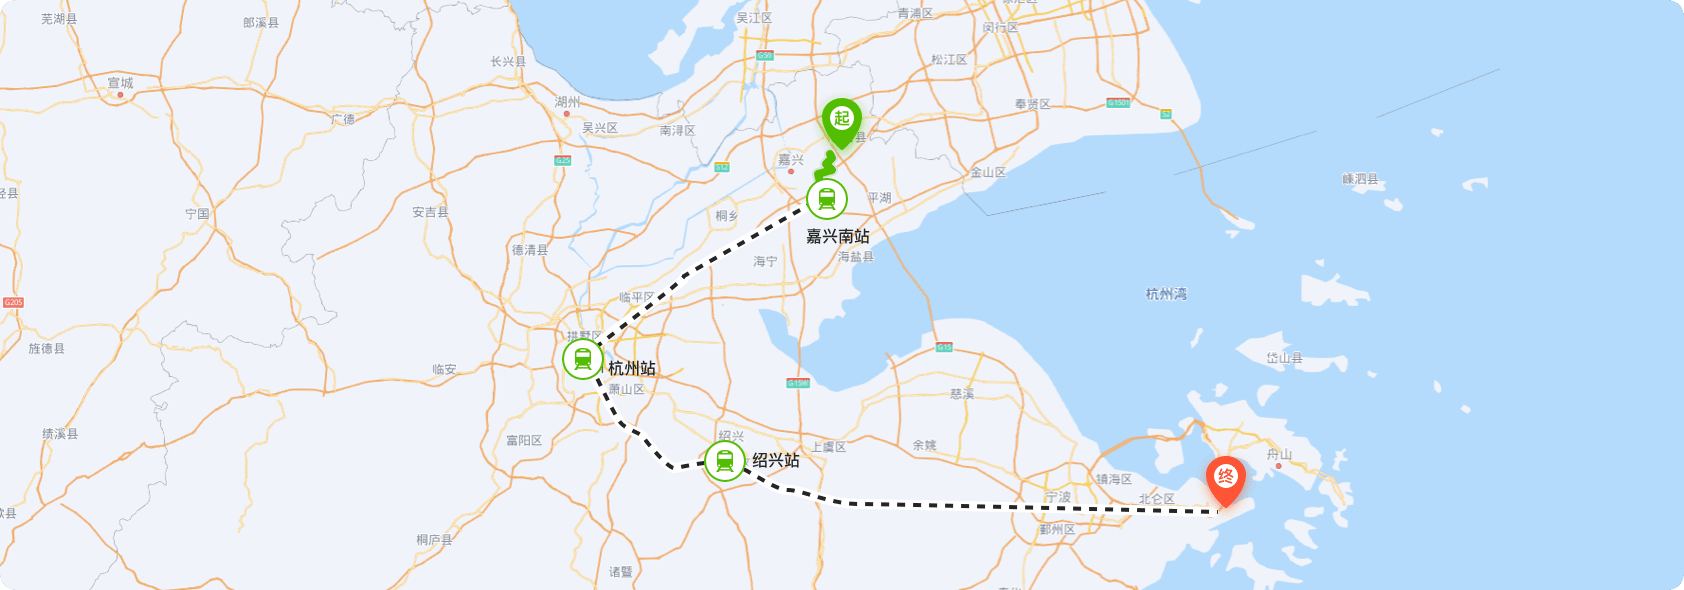 芜湖县
郎溪县
吴江区
青浦区
闵行区
G50
松江区
长兴县
宣城
湖州
奉贤区
G1501
S2
广德
吴兴区
南浔区
起
县
嘉兴
G25
S12
金山区
嵊泗县
泾县
宁国
安吉县
桐乡
平湖
嘉兴南站
德清县
海宁
海盐县
杭州湾
G205
临平区
拱墅区
旌德县
G15
岱山县
临安
杭州站
萧山区
G15W
慈溪
绩溪县
富阳区
绍兴
上虞区
余姚
舟山
绍兴站
终
镇海区
宁波
北仑区
歙县
鄞州区
桐庐县
诸暨